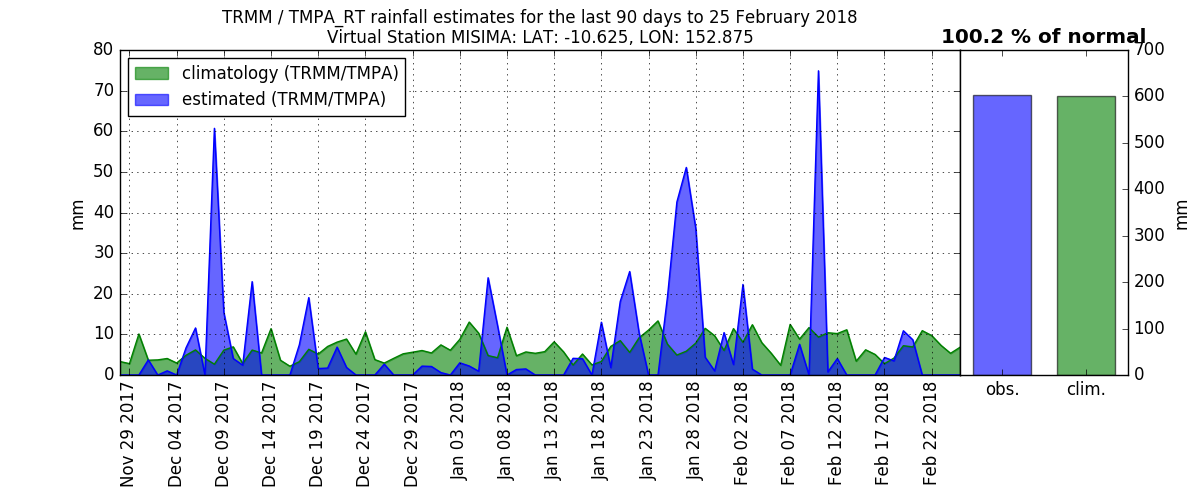 TRMM / TMPA_RT rainfall estimates for the last 90 days to 25 February 2018
Virtual Station MISIMA: LAT: -10.625, LON: 152.875
100.2 % of normal
climatology (TRMM/TMPA)
estimated (TRMM/TMPA)
80
70
60
50
40
30
20
10
0
mm
Nov 29 2017
Dec 04 2017
Dec 09 2017
Dec 14 2017
Dec 19 2017
Dec 24 2017
Dec 29 2017
Jan 03 2018
Jan 08 2018
Jan 13 2018
Jan 18 2018
Jan 23 2018
Jan 28 2018
Feb 02 2018
Feb 07 2018
Feb 12 2018
Feb 17 2018
Feb 22 2018
700
600
500
400
300
200
100
0
mm
obs.
clim.